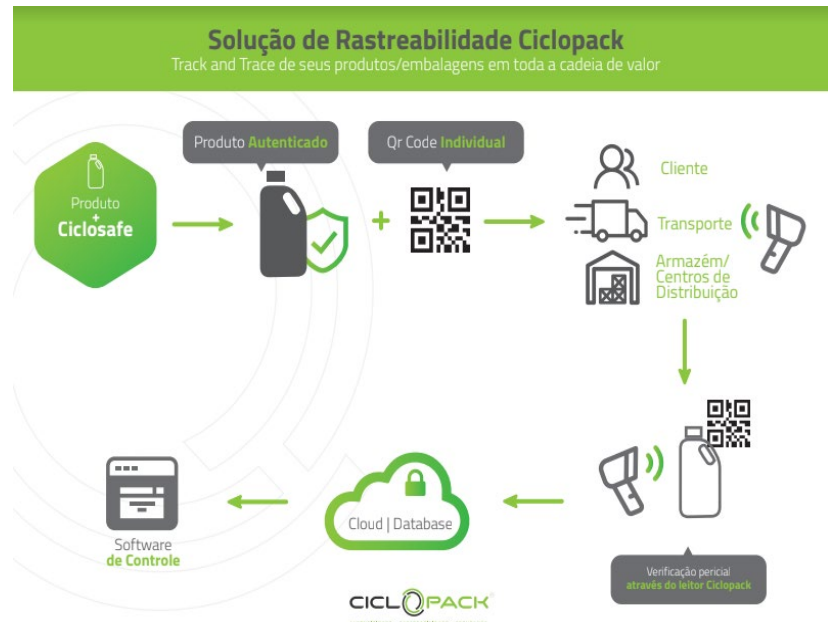 Solução de Rastreabilidade Ciclopack
Track and Trace de seus produtos/embalagens em toda a cadeia de valor
Produto
+
Ciclosafe
Produto Autenticado
+
Qr Code Individual
Cliente
Transporte
Armazém/
Centros de
Distribuição
Verificação pericial
através do leitor Ciclopack
Cloud | Database
Software
de Controle
CICLOPACK